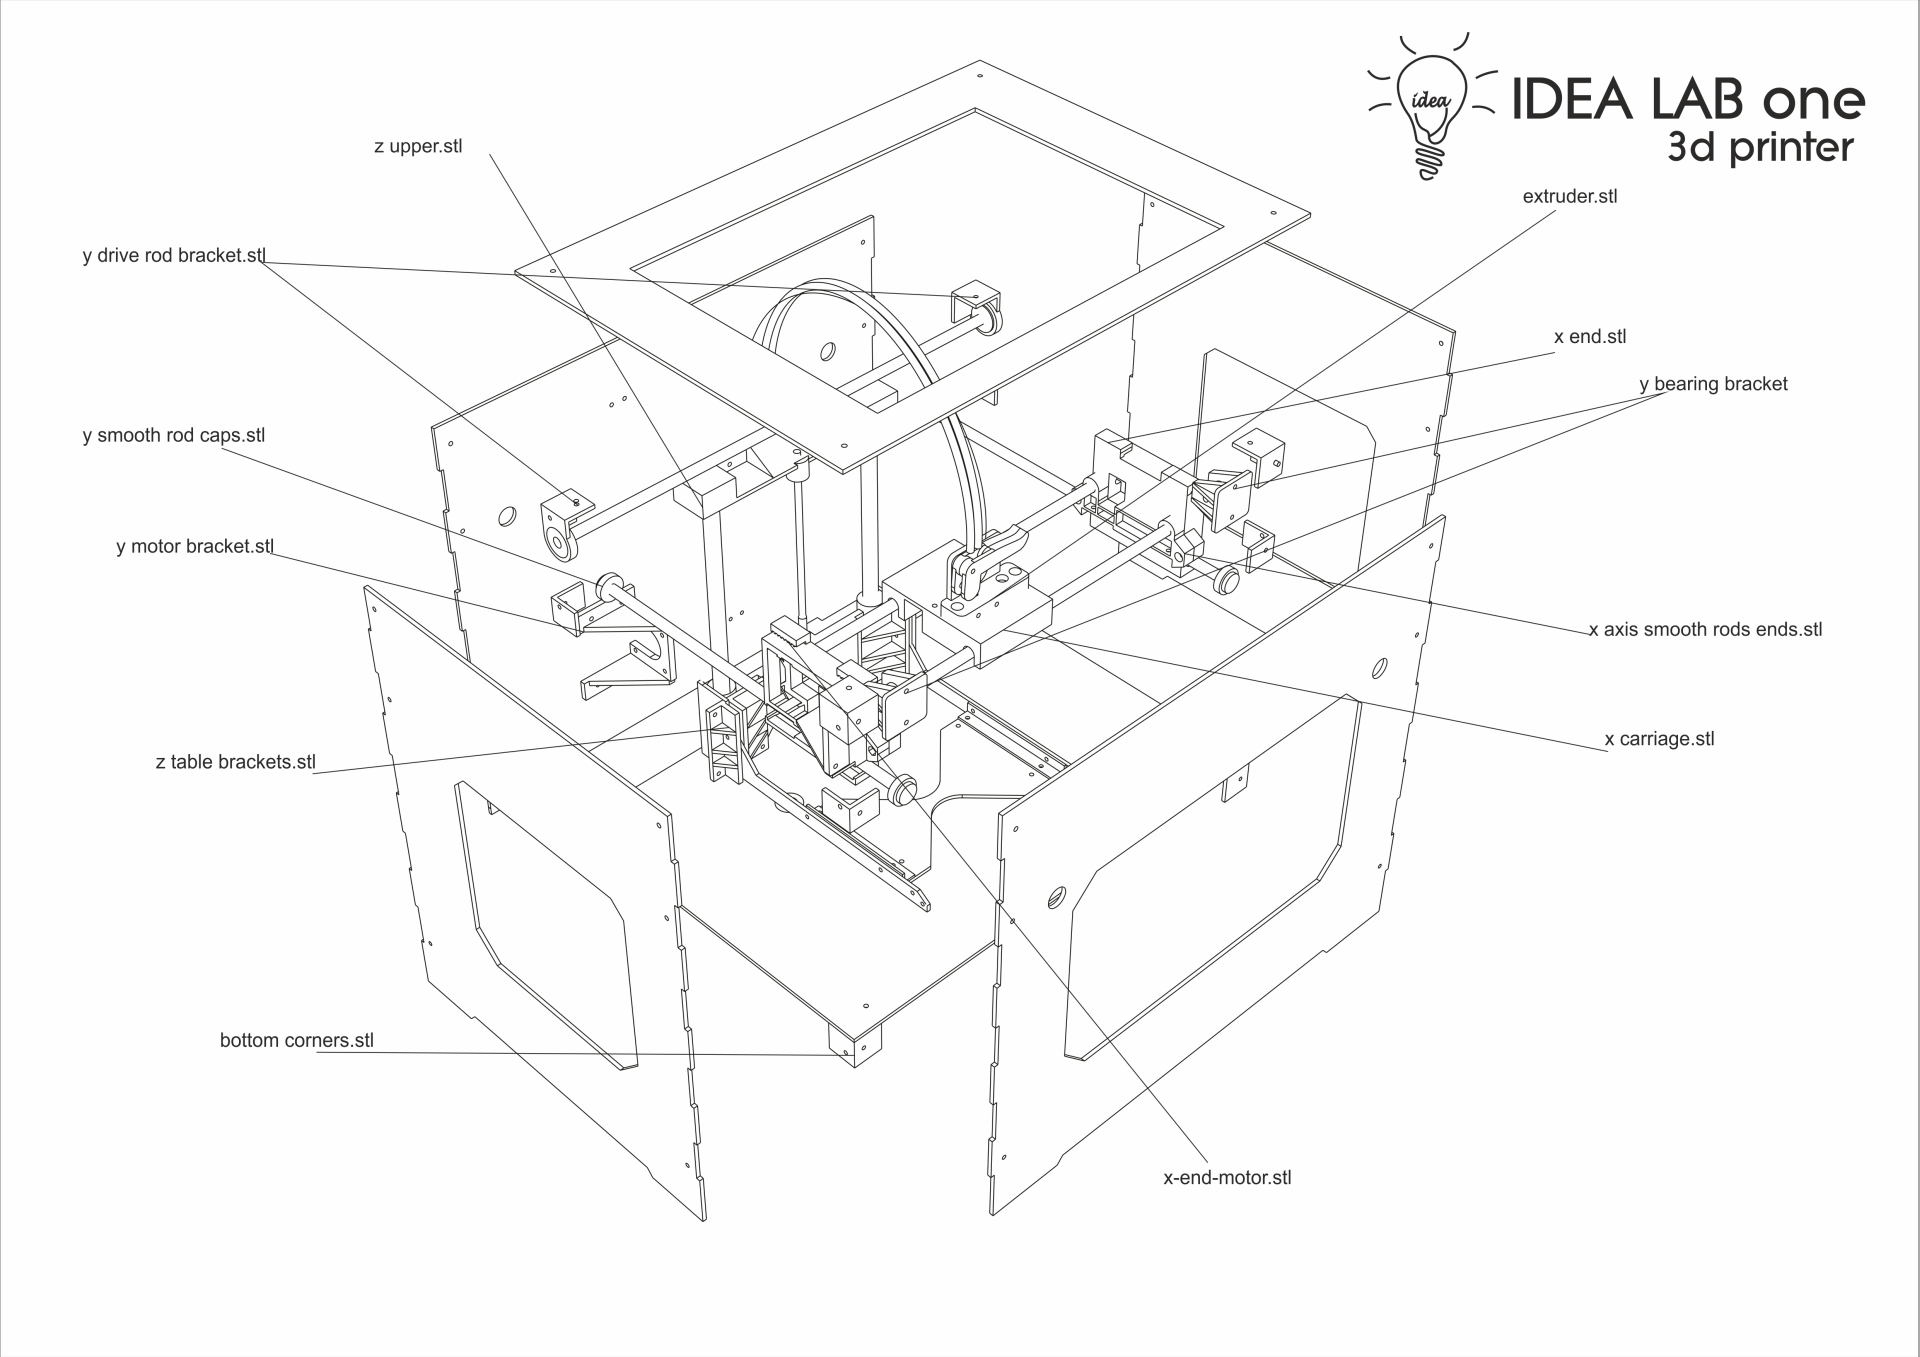 idea
IDEA LAB one
3d printer
z upper.stl
extruder.stl
y drive rod bracket.stl
x end.stl
y bearing bracket
y smooth rod caps.stl
y motor bracket.stl
x axis smooth rods ends.stl
x carriage.stl
z table brackets.stl
bottom corners.stl
x-end-motor.stl